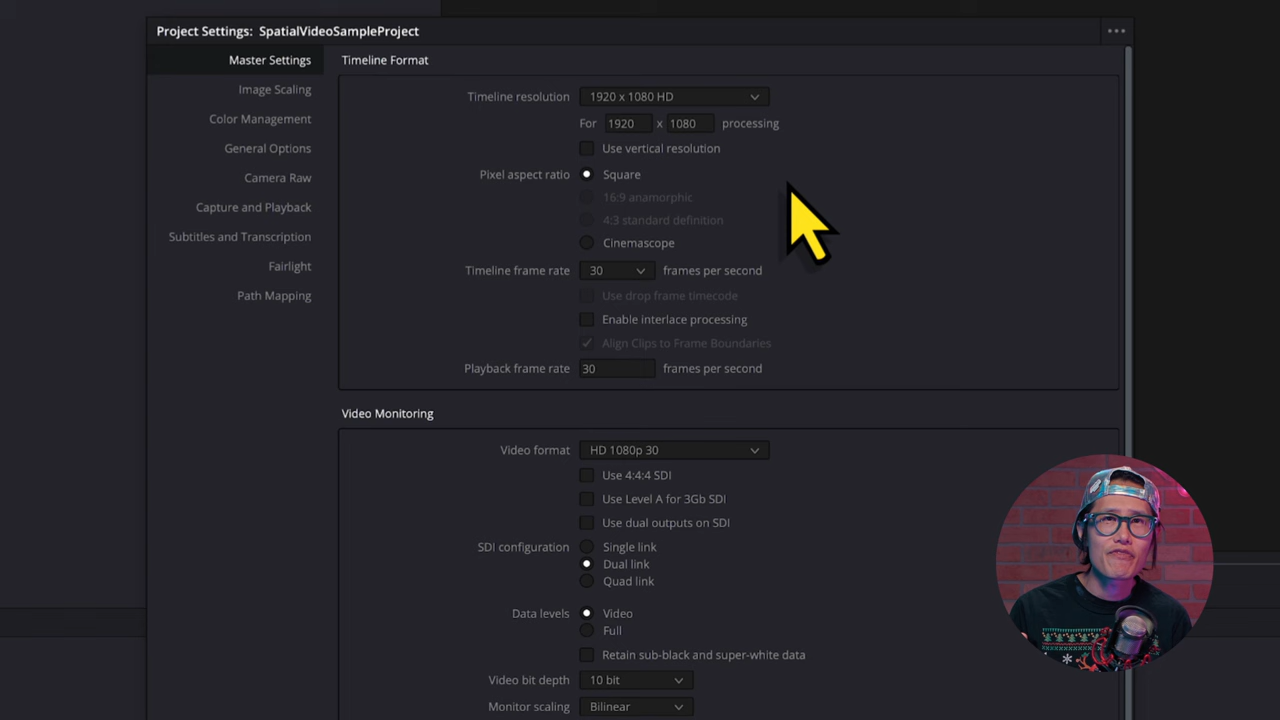 Project Settings: SpatialVideoSampleProject
Master Settings
Image Scaling
Color Management
General Options
Camera Raw
Capture and Playback
Subtitles and Transcription
Fairlight
Path Mapping
Timeline Format
Timeline resolution 1920 x 1080 HD
For 1920 x 1080 processing
Use vertical resolution
Pixel aspect ratio Square
16:9 anamorphic
4:3 standard definition
Cinemascope
Timeline frame rate 30 frames per second
Use drop frame timecode
Enable interlace processing
Align Clips to Frame Boundaries
Playback frame rate 30 frames per second
Video Monitoring
Video format HD 1080p 30
Use 4:4:4 SDI
Use Level A for 3Gb SDI
Use dual outputs on SDI
SDI configuration Single link
Dual link
Quad link
Data levels Video
Full
Retain sub-black and super-white data
Video bit depth 10 bit
Monitor scaling Bilinear